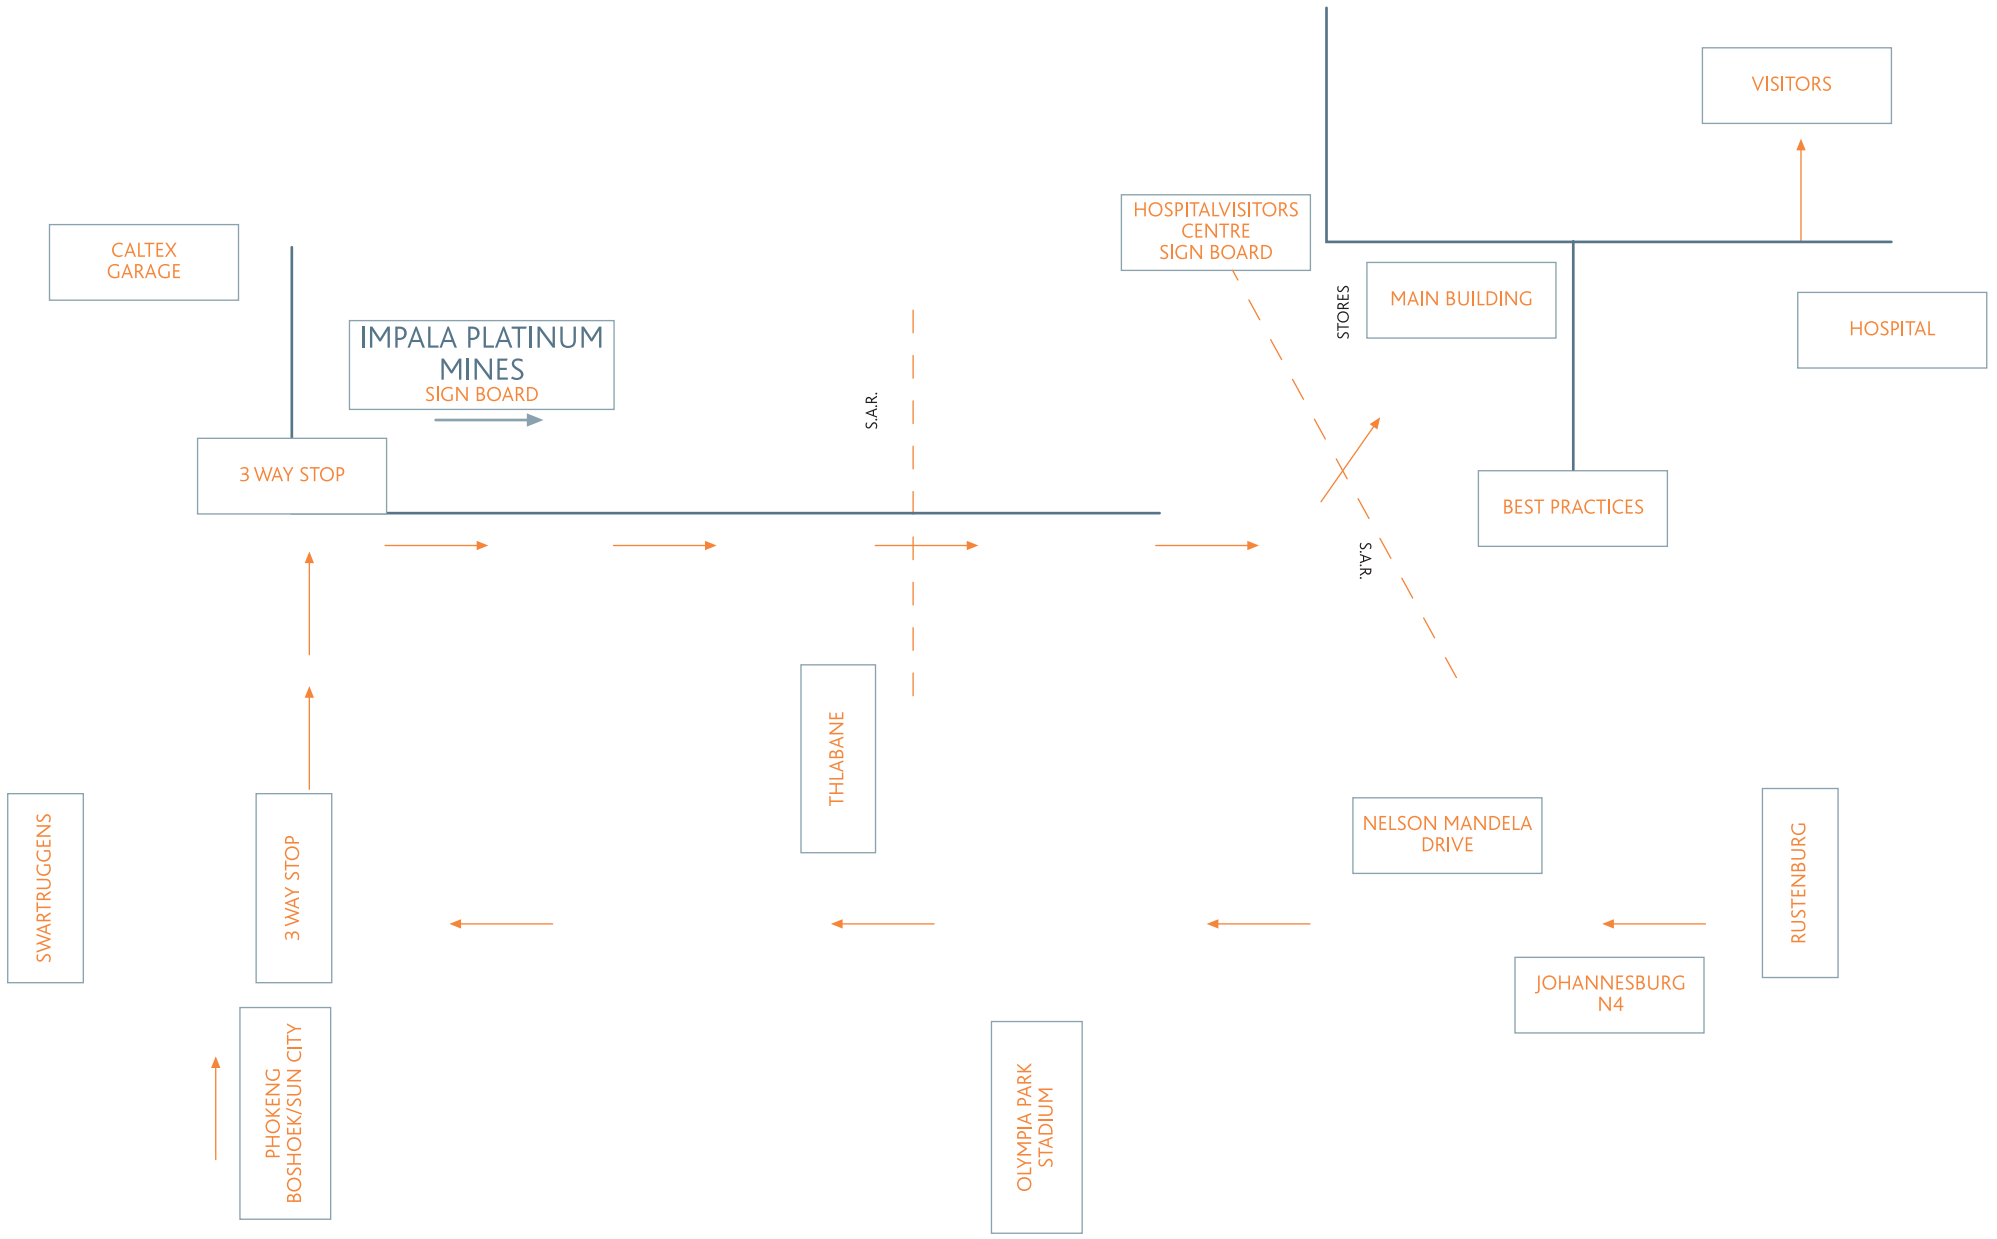 VISITORS
HOSPITALVISITORS
CENTRE
SIGN BOARD
CALTEX
GARAGE
STORES
MAIN BUILDING
HOSPITAL
IMPALA PLATINUM
MINES
SIGN BOARD
S.A.R.
3 WAY STOP
BEST PRACTICES
S.A.R.
THLABANE
NELSON MANDELA
DRIVE
SWARTRUGGENS
3 WAY STOP
RUSTENBURG
JOHANNESBURG
N4
PHOKENG
BOSHOEK/SUN CITY
OLYMPIA PARK
STADIUM